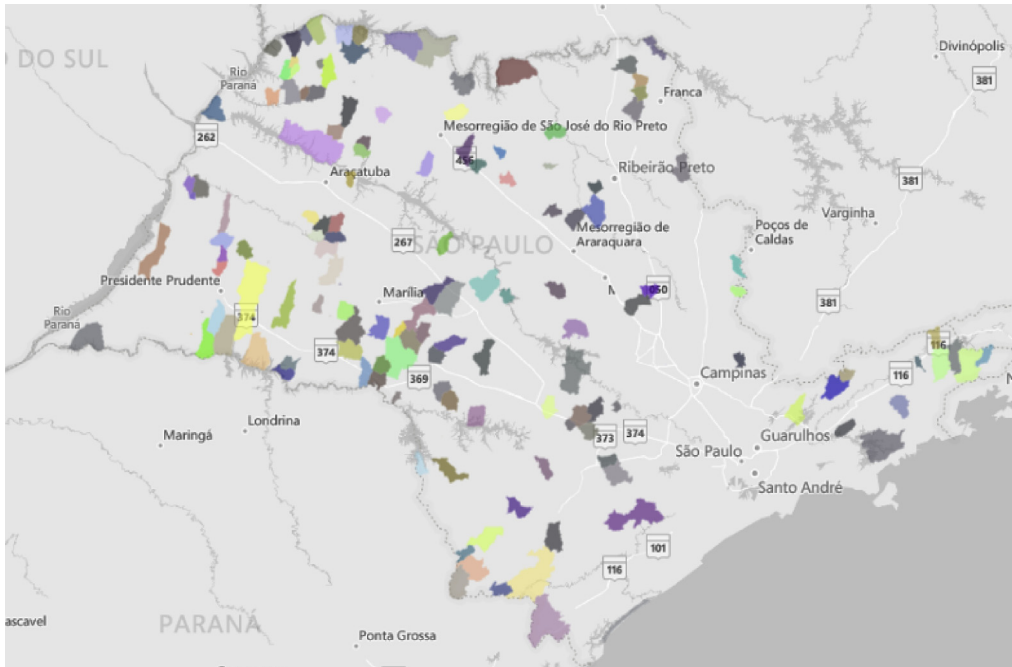 DO SUL
Divinópolis
381
Rio
Paraná
Franca
262
Mesorregião de São José do Rio Preto
456
Ribeirão Preto
Araçatuba
381
Varginha
Poços de
Caldas
Mesorregião de
Araraquara
267
SÃO PAULO
Presidente Prudente
Marília
050
381
Rio
Paraná
374
374
369
116
116
Campinas
Londrina
Maringá
373
374
Guarulhos
São Paulo
Santo André
101
116
ascavel
PARANÁ
Ponta Grossa